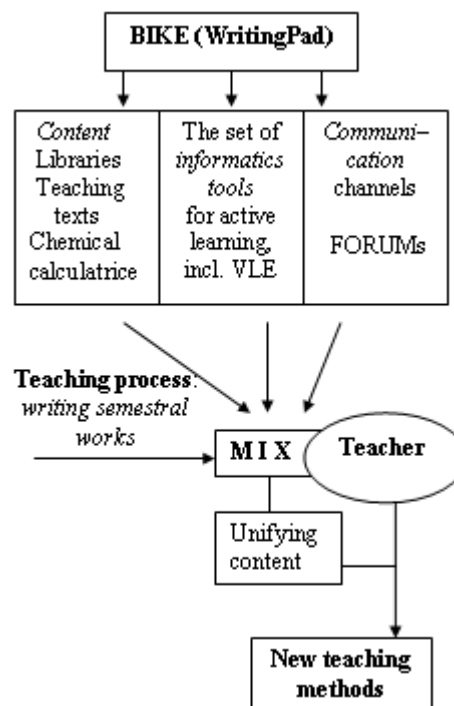 BIKE (WritingPad)
Content
Libraries
Teaching
texts
Chemical
calculatrice
The set of
informatics
tools
for active
learning,
incl. VLE
Communi–
cation
channels
FORUMs
Teaching process:
writing semestral
works
M I X
Teacher
Unifying
content
New teaching
methods